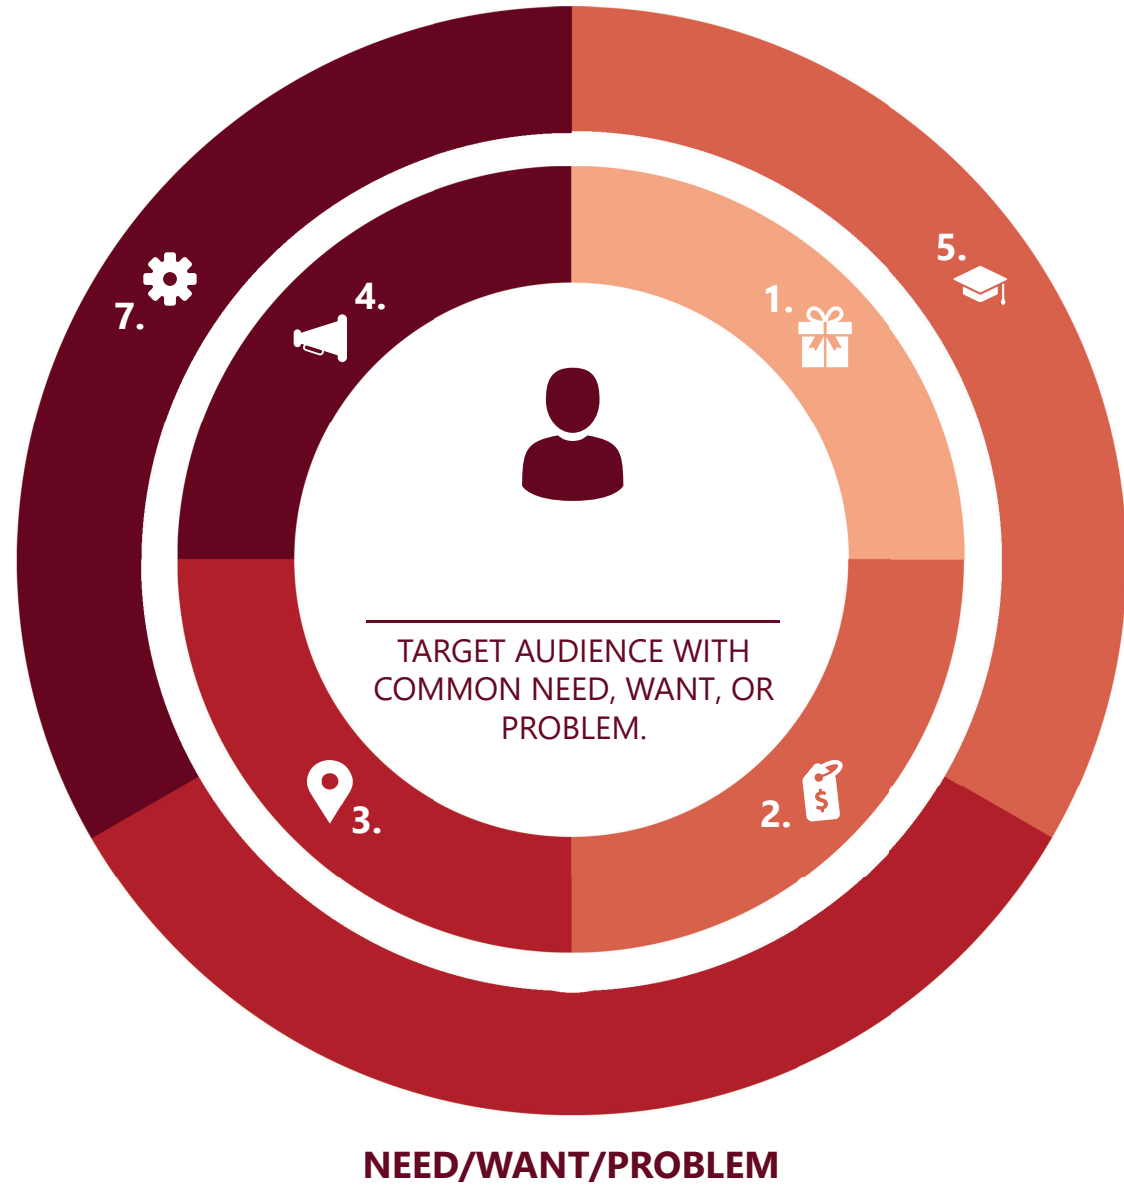 5.
1.
4.
7.
TARGET AUDIENCE WITH
COMMON NEED, WANT, OR
PROBLEM.
$
2.
3.
NEED/WANT/PROBLEM